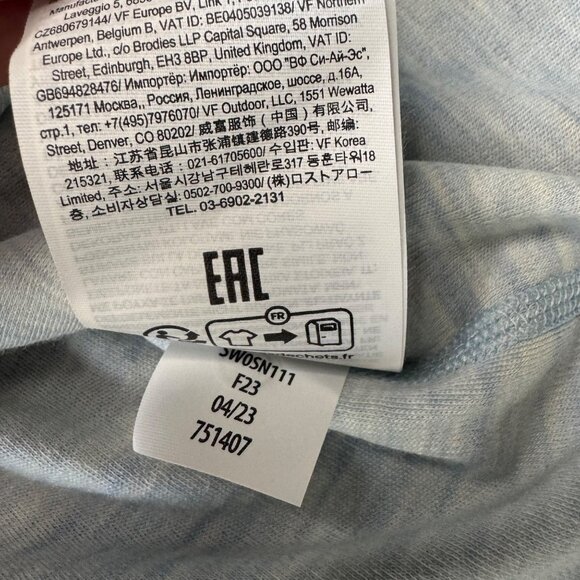 Laveggio 5,
CZ680679144/ VF Europe BV, Link
Antwerpen, Belgium B, VAT ID: BE0405039138/ VF Northern
Europe Ltd., c/o Brodies LLP Capital Square, 58 Morrison
Street, Edinburgh, EH3 8BP, United Kingdom, VAT ID:
GB694828476/ Импортёр: Импортер: ООО "ВФ Си-Ай-Эс",
125171 Москва,, Россия, Ленинградское, шоссе, д.16А,
стр.1, тел: +7(495)7976070/ VF Outdoor, LLC, 1551 Wewatta
Street, Denver, CO 80202/ 威富服饰（中国）有限公司,
地址: 江苏省昆山市张浦镇建德路390号, 邮编:
215321, 联系电话: 021-61705600/ 수입판원: VF Korea
Limited, 주소: 서울시강남구테헤란로317 동훈타워18
층, 소비자상담실: 0502-700-9300/ (株)ロストアロー
TEL. 03-6902-2131
EAC
FR
dechets.fr
SW0SN111
F23
04/23
751407